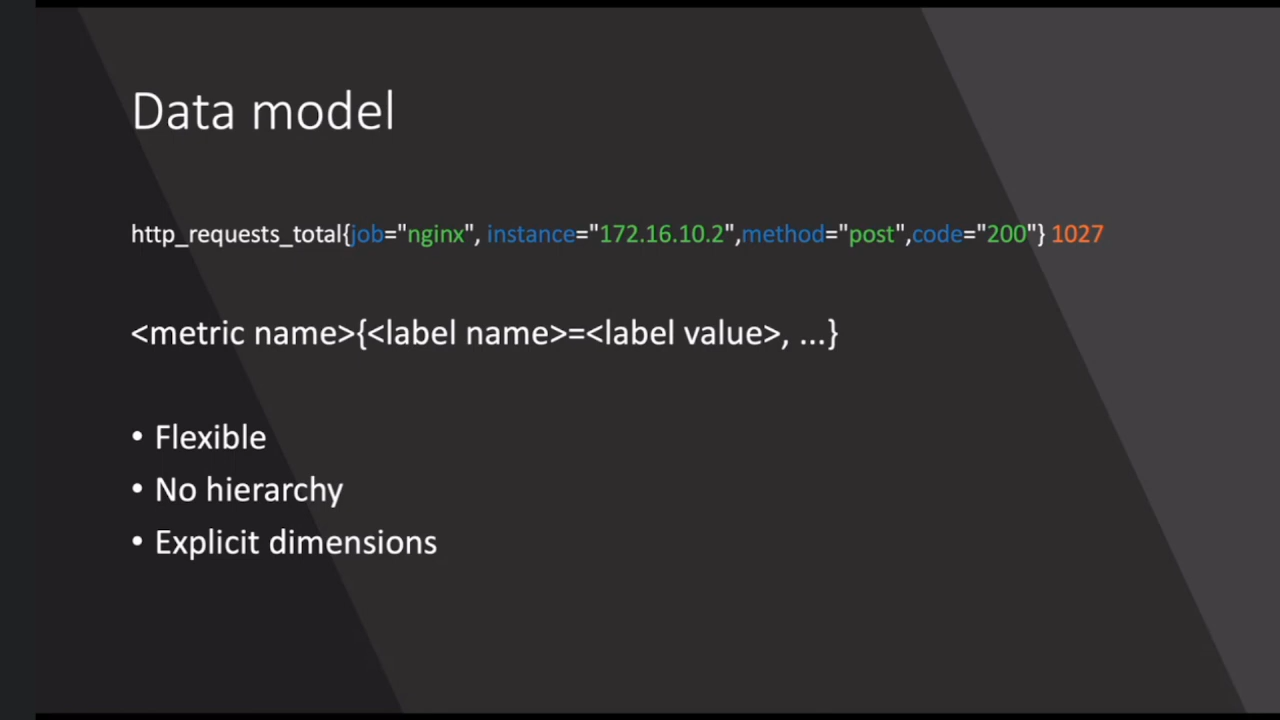 Data model
http_requests_total{job="nginx", instance="172.16.10.2",method="post",code="200"} 1027
<metric name>{<label name>=<label value>, ...}
• Flexible
• No hierarchy
• Explicit dimensions